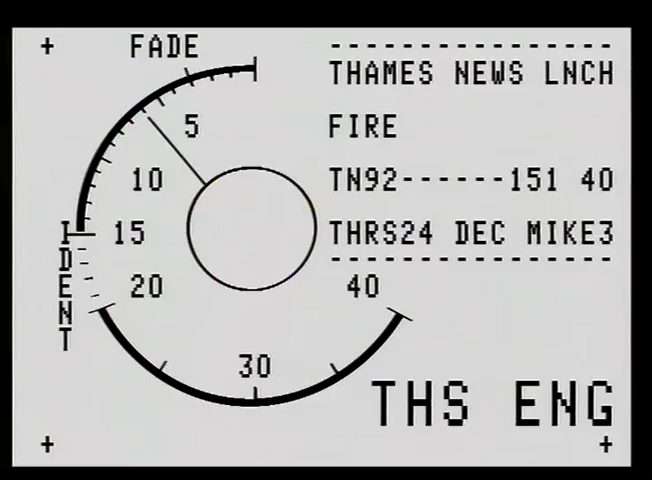 + FADE
- - - - - - - - - - - - - - - - -
THAMES NEWS LNCH
FIRE
TN92------151 40
THRS24 DEC MIKE3
- - - - - - - - - - - - - - - - -
5
10
15
20
30
40
IDENT
THS ENG
+ +